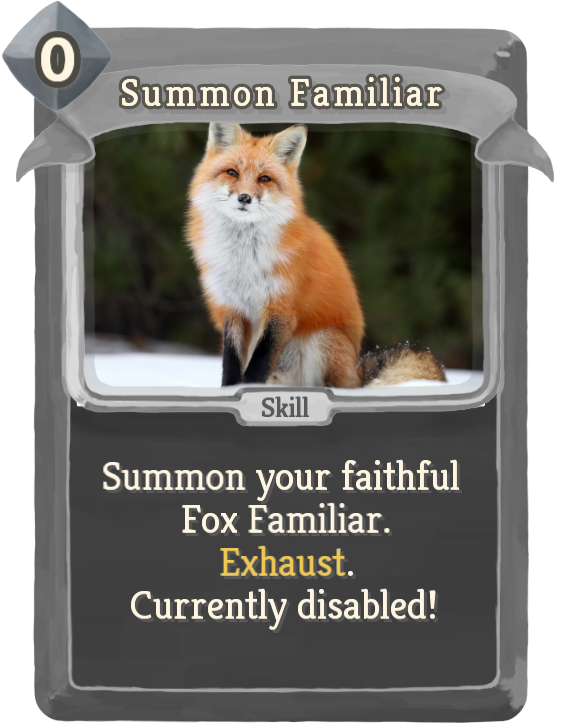 0
Summon Familiar
Skill
Summon your faithful
Fox Familiar.
Exhaust.
Currently disabled!